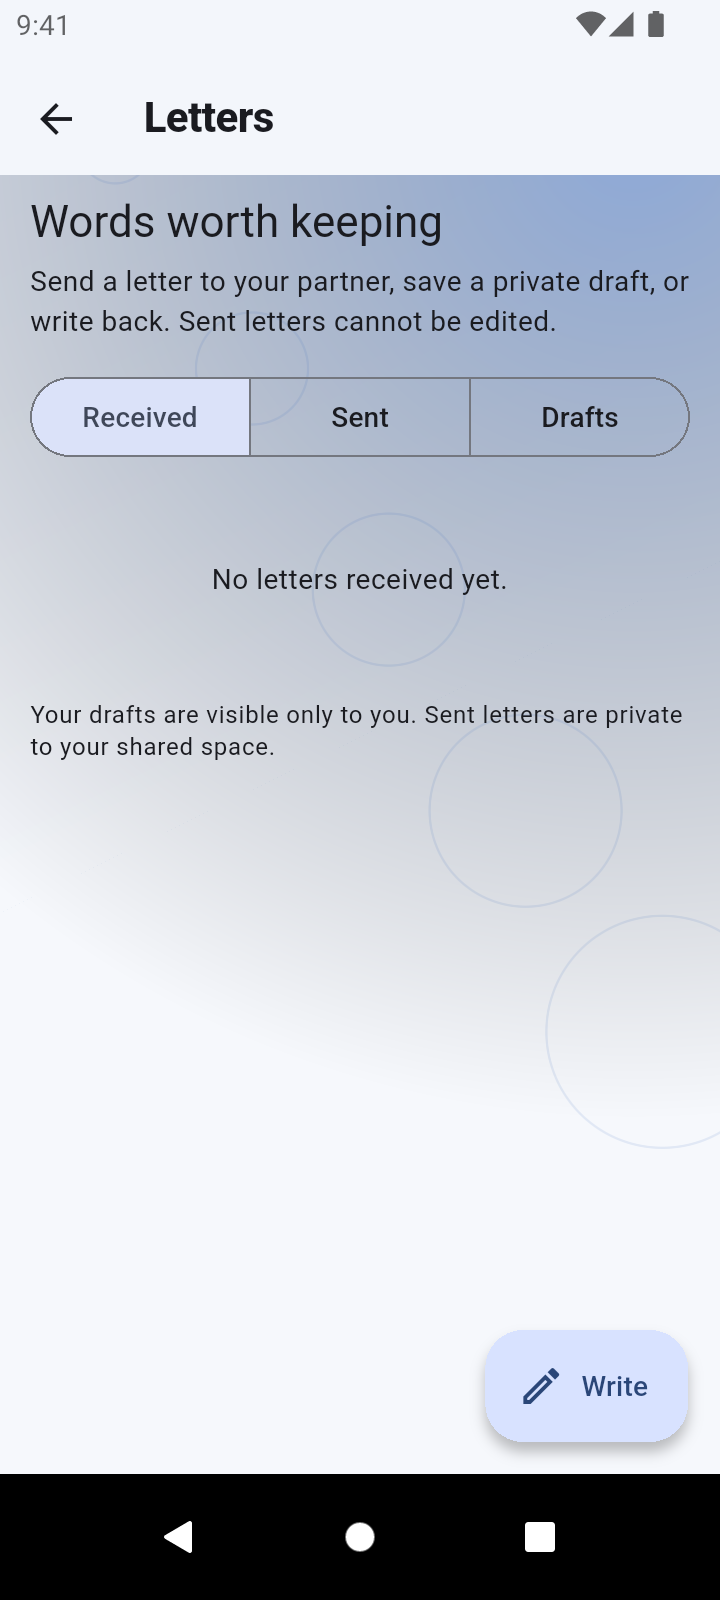 9:41
Letters
Words worth keeping
Send a letter to your partner, save a private draft, or
write back. Sent letters cannot be edited.
Received Sent Drafts
No letters received yet.
Your drafts are visible only to you. Sent letters are private
to your shared space.
Write